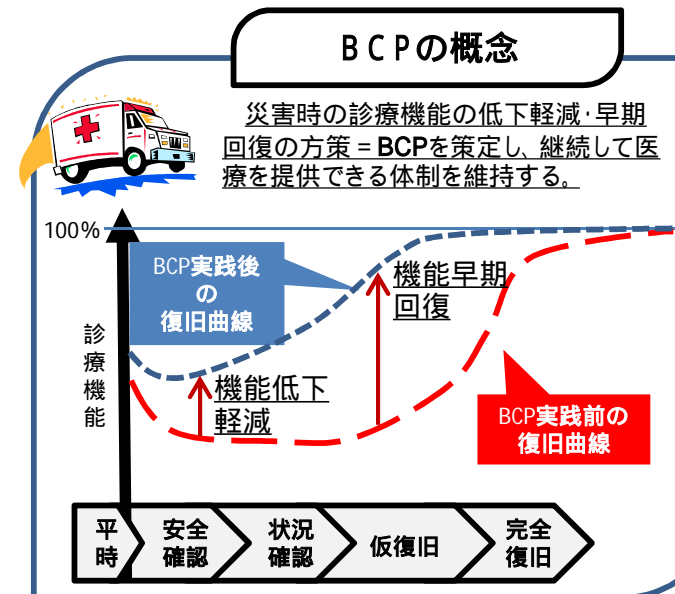 BCPの概念
災害時の診療機能の低下軽減・早期
回復の方策＝BCPを策定し、継続して医
療を提供できる体制を維持する。
100%
BCP実践後
の
復旧曲線
機能早期
回復
診
療
機
能
機能低下
軽減
BCP実践前の
復旧曲線
平
時
安全
確認
状況
確認
仮復旧
完全
復旧